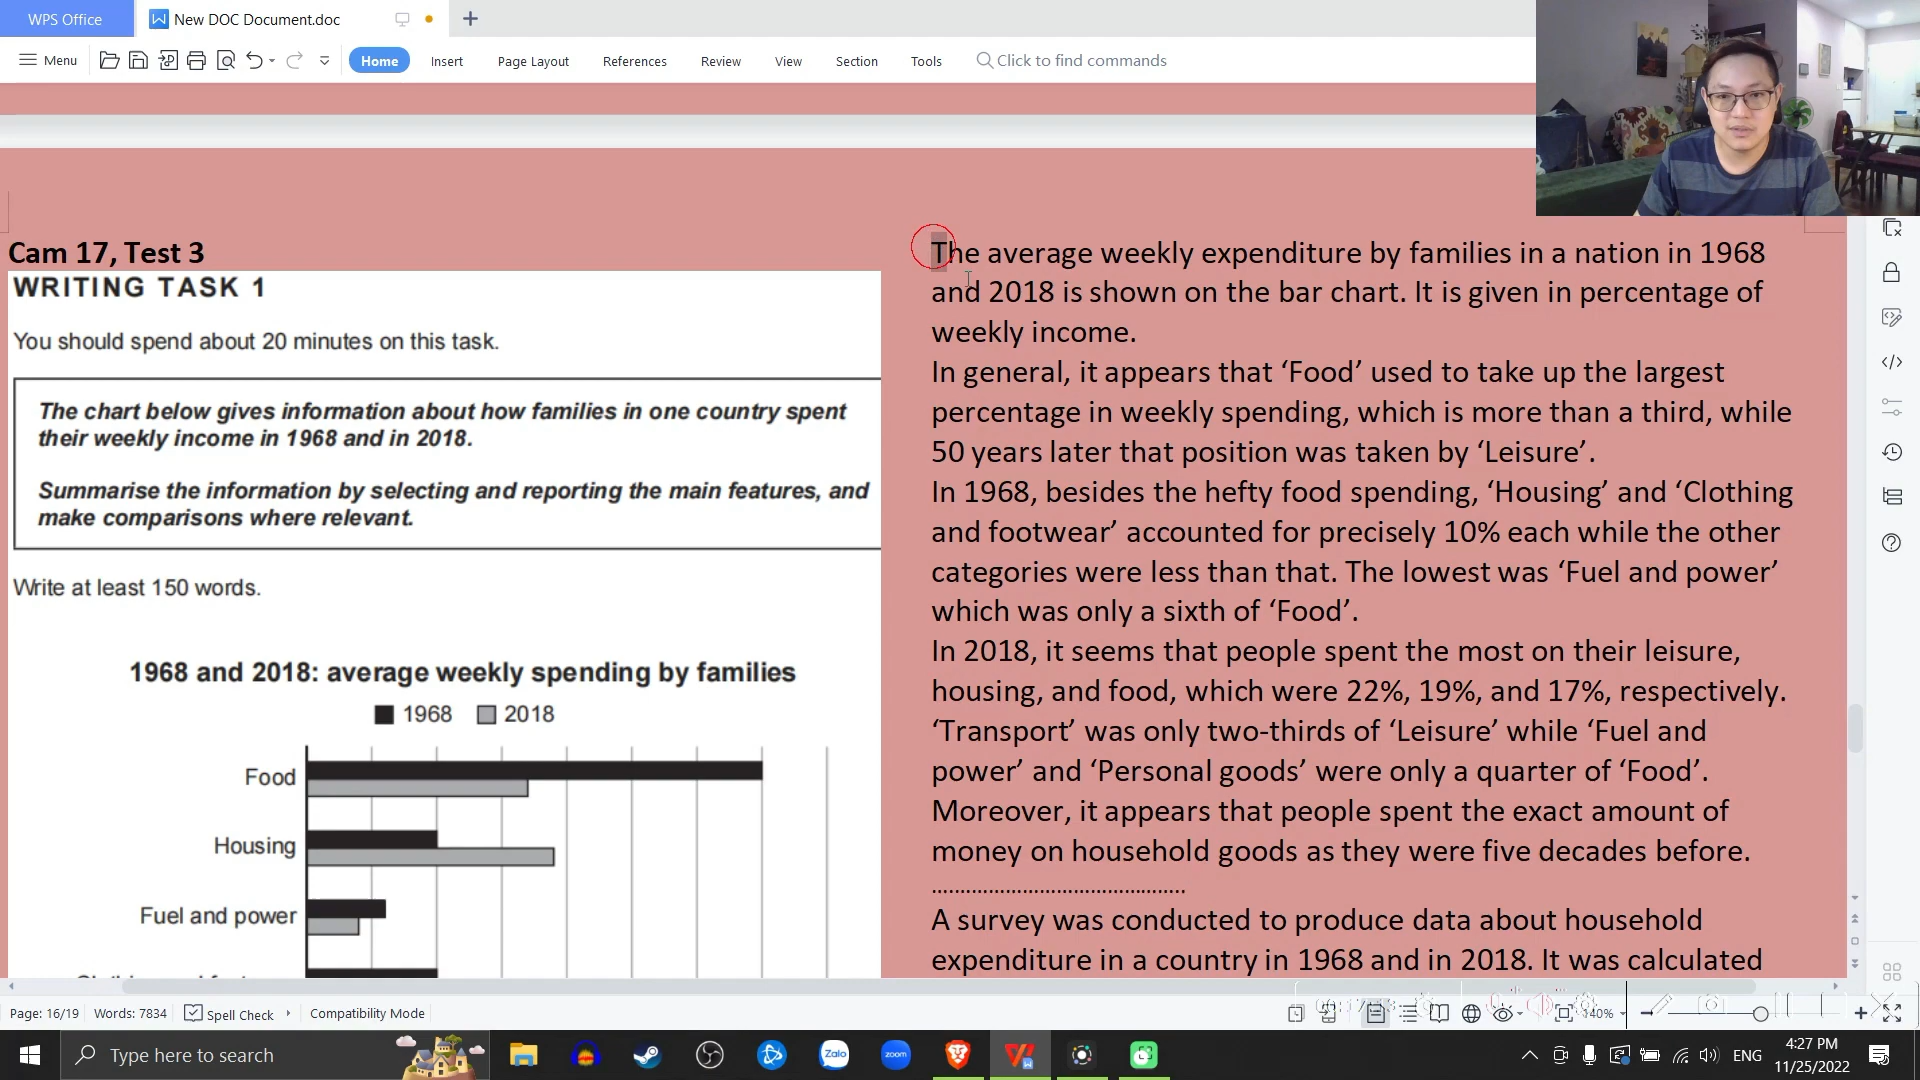 WPS Office
New DOC Document.doc
Menu
Home
Insert
Page Layout
References
Review
View
Section
Tools
Click to find commands
Cam 17, Test 3
WRITING TASK 1
You should spend about 20 minutes on this task.
The chart below gives information about how families in one country spent
their weekly income in 1968 and in 2018.
Summarise the information by selecting and reporting the main features, and
make comparisons where relevant.
Write at least 150 words.
1968 and 2018: average weekly spending by families
1968 2018
Food
Housing
Fuel and power
The average weekly expenditure by families in a nation in 1968
and 2018 is shown on the bar chart. It is given in percentage of
weekly income.
In general, it appears that ‘Food’ used to take up the largest
percentage in weekly spending, which is more than a third, while
50 years later that position was taken by ‘Leisure’.
In 1968, besides the hefty food spending, ‘Housing’ and ‘Clothing
and footwear’ accounted for precisely 10% each while the other
categories were less than that. The lowest was ‘Fuel and power’
which was only a sixth of ‘Food’.
In 2018, it seems that people spent the most on their leisure,
housing, and food, which were 22%, 19%, and 17%, respectively.
‘Transport’ was only two-thirds of ‘Leisure’ while ‘Fuel and
power’ and ‘Personal goods’ were only a quarter of ‘Food’.
Moreover, it appears that people spent the exact amount of
money on household goods as they were five decades before.
............................................
A survey was conducted to produce data about household
expenditure in a country in 1968 and in 2018. It was calculated
Page: 16/19
Words: 7834
Spell Check
Compatibility Mode
140%
Type here to search
Zalo
zoom
ENG
4:27 PM
11/25/2022